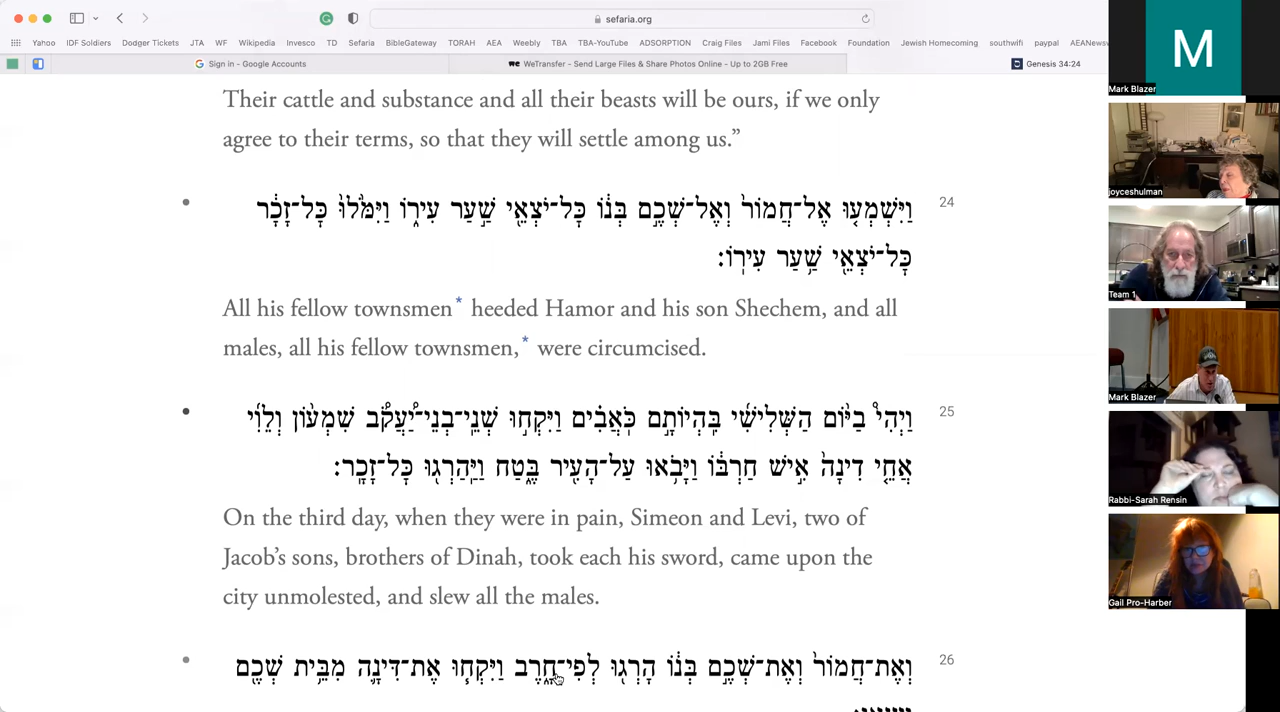 sefaria.org
Yahoo IDF Soldiers Dodger Tickets JTA WF Wikipedia Invesco TD Sefaria BibleGateway TORAH AEA Weebly TBA TBA-YouTube ADSORPTION Craig Files Jami Files Facebook Foundation Jewish Homecoming southwifi paypal
Sign in - Google Accounts
WeTransfer - Send Large Files & Share Photos Online - Up to 2GB Free
Genesis 34:24
Their cattle and substance and all their beasts will be ours, if we only
agree to their terms, so that they will settle among us.”
24
וַיִּשְׁמְע֧וּ אֶל־חֲמ֛וֹר וְאֶל־שְׁכֶ֥ם בְּנ֖וֹ כׇּל־יֹצְאֵ֣י שַׁ֣עַר עִיר֑וֹ וַיִּמֹּ֙לוּ֙ כׇּל־זָכָ֔ר
כׇּל־יֹצְאֵ֖י שַׁ֥עַר עִירֽוֹ׃
All his fellow townsmen* heeded Hamor and his son Shechem, and all
males, all his fellow townsmen,* were circumcised.
25
וַיְהִי֩ בַיּ֨וֹם הַשְּׁלִישִׁ֜י בִּֽהְיוֹתָ֣ם כֹּֽאֲבִ֗ים וַיִּקְח֣וּ שְׁנֵֽי־בְנֵי־יַ֠עֲקֹ֠ב שִׁמְע֨וֹן וְלֵוִ֜י
אֲחֵ֤י דִינָה֙ אִ֣ישׁ חַרְבּ֔וֹ וַיָּבֹ֥אוּ עַל־הָעִ֖יר בֶּ֑טַח וַיַּֽהַרְג֖וּ כׇּל־זָכָֽר׃
On the third day, when they were in pain, Simeon and Levi, two of
Jacob’s sons, brothers of Dinah, took each his sword, came upon the
city unmolested, and slew all the males.
26
וְאֶת־חֲמוֹר֙ וְאֶת־שְׁכֶ֣ם בְּנ֔וֹ הָרְג֖וּ לְפִי־חָ֑רֶב וַיִּקְח֧וּ אֶת־דִּינָ֛ה מִבֵּ֥ית שְׁכֶ֖ם
M
Mark Blazer
joyceshulman
Team 1
Mark Blazer
Rabbi-Sarah Rensin
Gail Pro-Harber